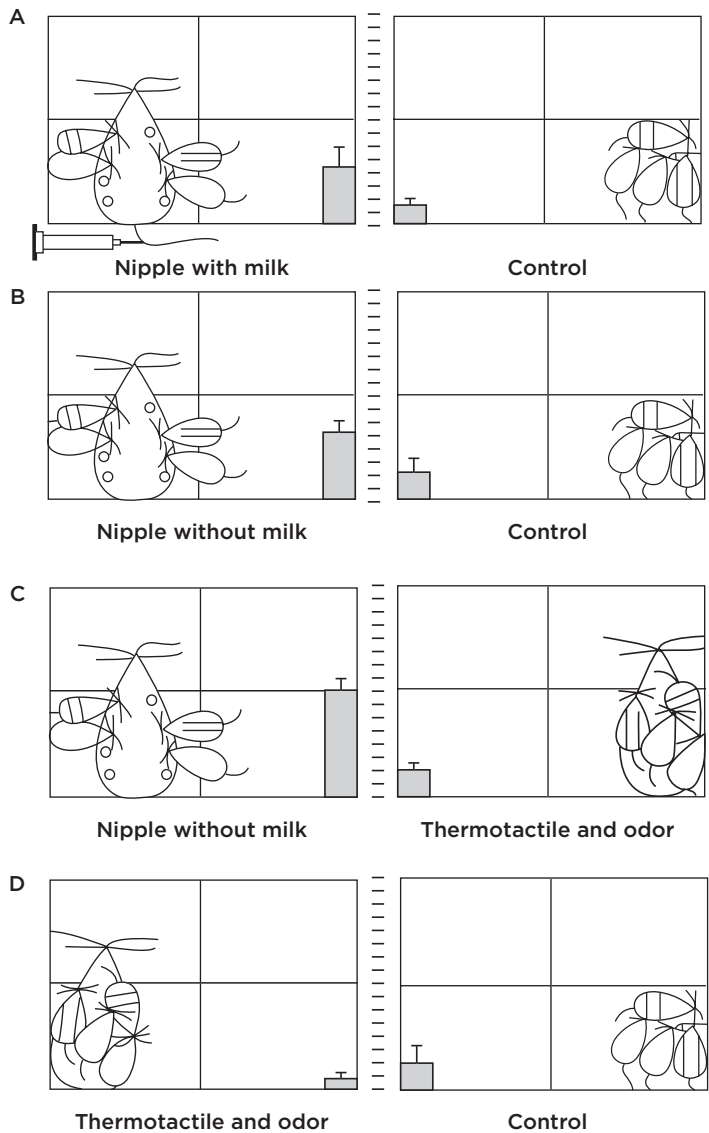 A
Nipple with milk
Control
B
Nipple without milk
Control
C
Nipple without milk
Thermotactile and odor
D
Thermotactile and odor
Control